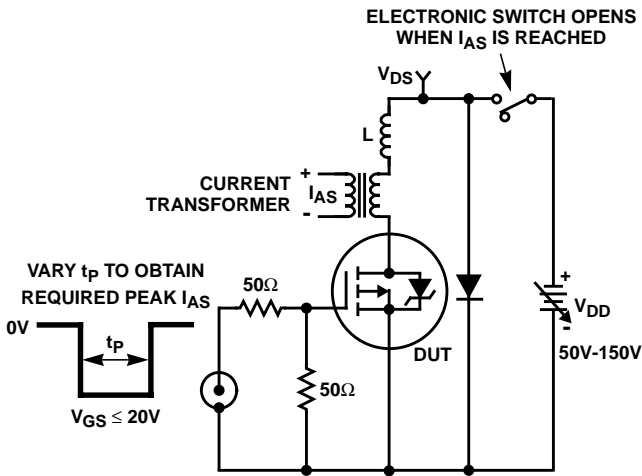 ELECTRONIC SWITCH OPENS
WHEN IAS IS REACHED
VDS
L
CURRENT
TRANSFORMER
+
IAS
-
VARY tP TO OBTAIN
REQUIRED PEAK IAS
50Ω
0V
tP
VGS ≤ 20V
50Ω
DUT
+
VDD
-
50V-150V